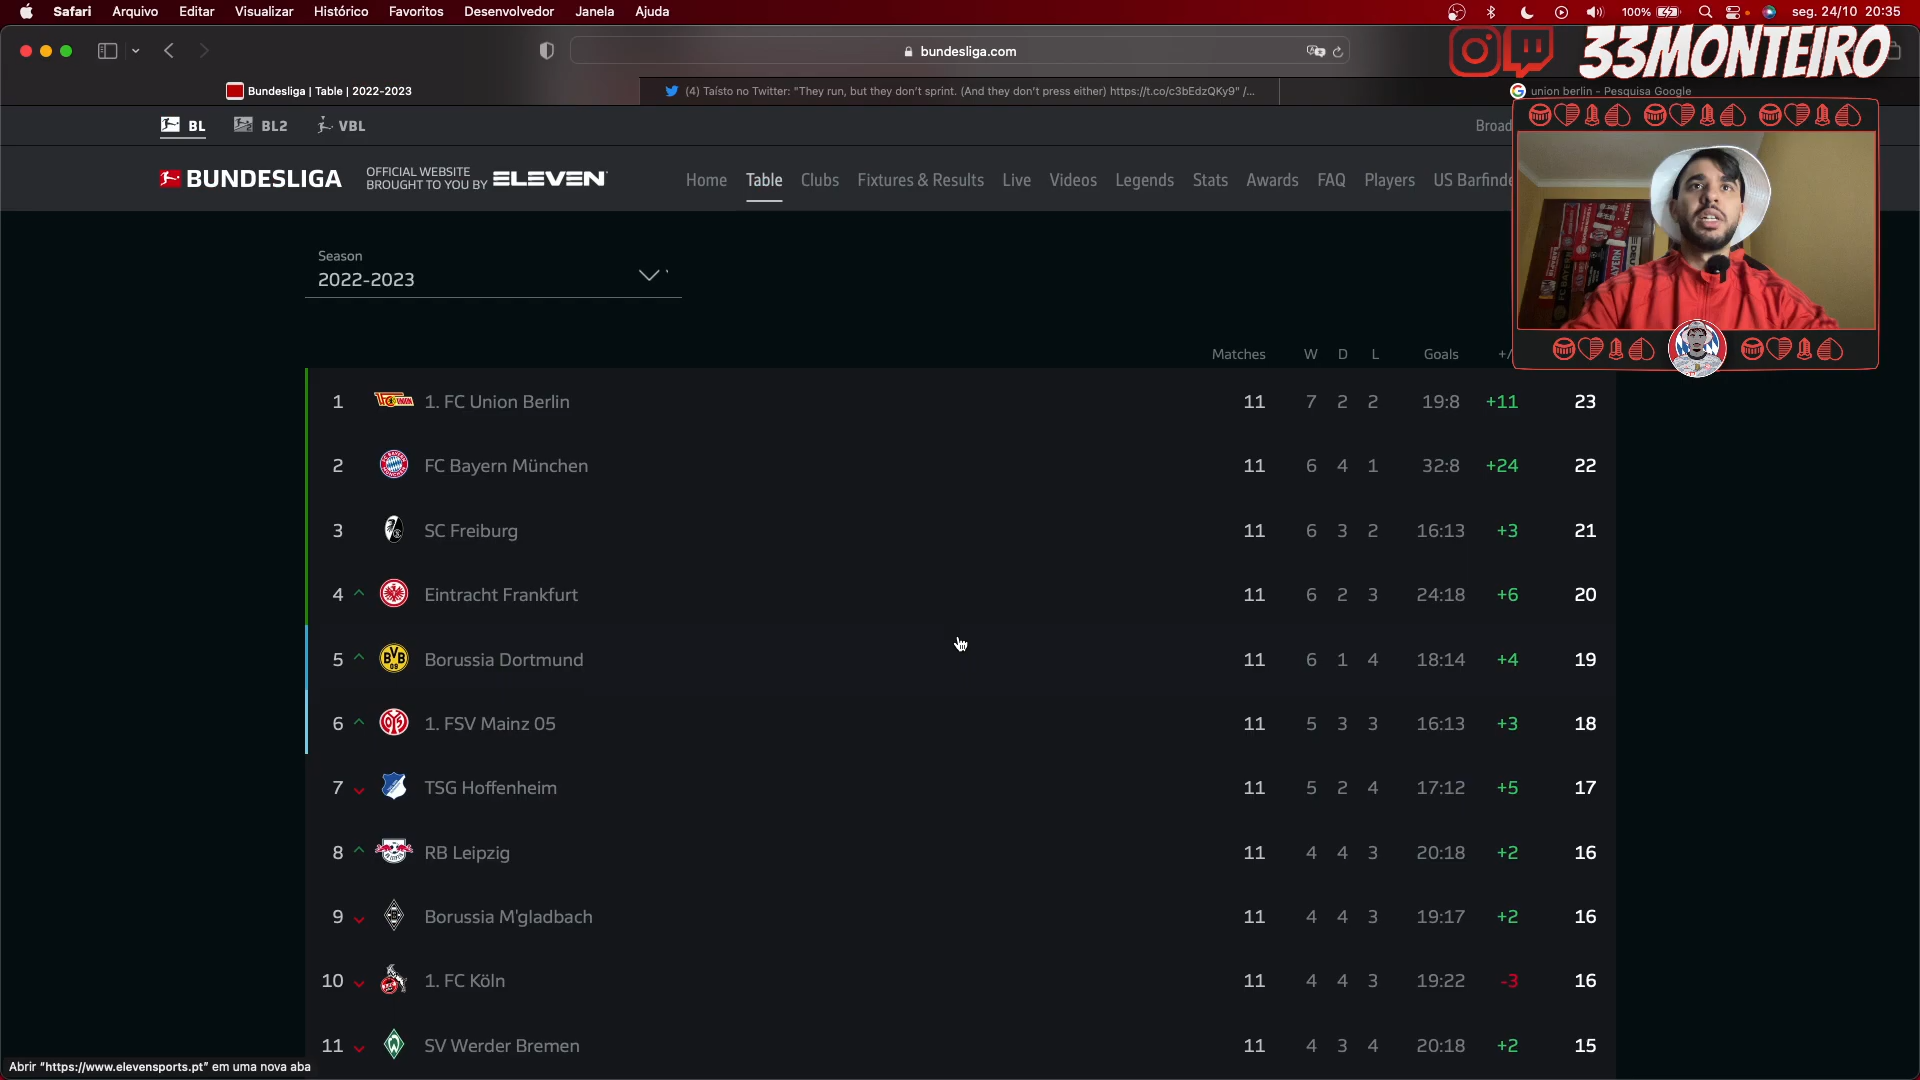 Safari Arquivo Editar Visualizar Histórico Favoritos Desenvolvedor Janela Ajuda 100% seg. 24/10 20:35
bundesliga.com
33MONTEIRO
Bundesliga | Table | 2022-2023
(4) Taísto no Twitter: "They run, but they don't sprint. (And they don't press either) https://t.co/c3bEdzQKy9" /...
union berlin - Pesquisa Google
BL BL2 VBL Broad
BUNDESLIGA OFFICIAL WEBSITE BROUGHT TO YOU BY ELEVEN
Home Table Clubs Fixtures & Results Live Videos Legends Stats Awards FAQ Players US Barfinde
Season
2022-2023
Matches W D L Goals +/
1 1. FC Union Berlin 11 7 2 2 19:8 +11 23
2 FC Bayern München 11 6 4 1 32:8 +24 22
3 SC Freiburg 11 6 3 2 16:13 +3 21
4 Eintracht Frankfurt 11 6 2 3 24:18 +6 20
5 Borussia Dortmund 11 6 1 4 18:14 +4 19
6 1. FSV Mainz 05 11 5 3 3 16:13 +3 18
7 TSG Hoffenheim 11 5 2 4 17:12 +5 17
8 RB Leipzig 11 4 4 3 20:18 +2 16
9 Borussia M'gladbach 11 4 4 3 19:17 +2 16
10 1. FC Köln 11 4 4 3 19:22 -3 16
11 SV Werder Bremen 11 4 3 4 20:18 +2 15
Abrir "https://www.elevensports.pt" em uma nova aba